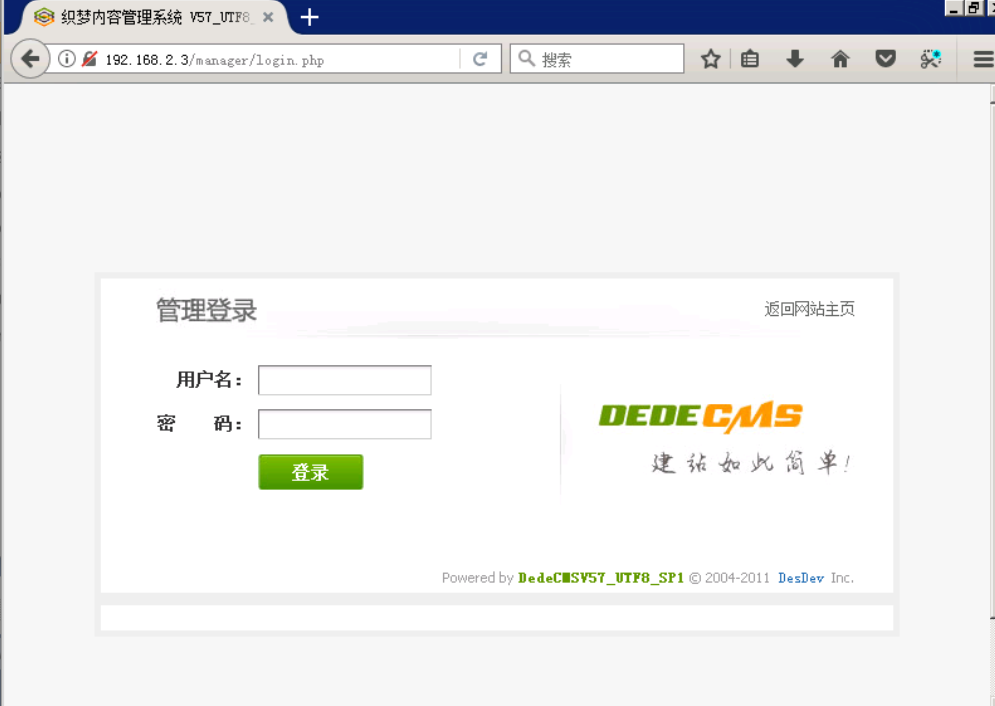 织梦内容管理系统 V57_UTF8_
192.168.2.3/manager/login.php
搜索
管理登录
返回网站主页
用户名：
密 码：
登录
DEDECMS
建站如此简单!
Powered by DedeCMSV57_UTF8_SP1 © 2004-2011 DesDev Inc.